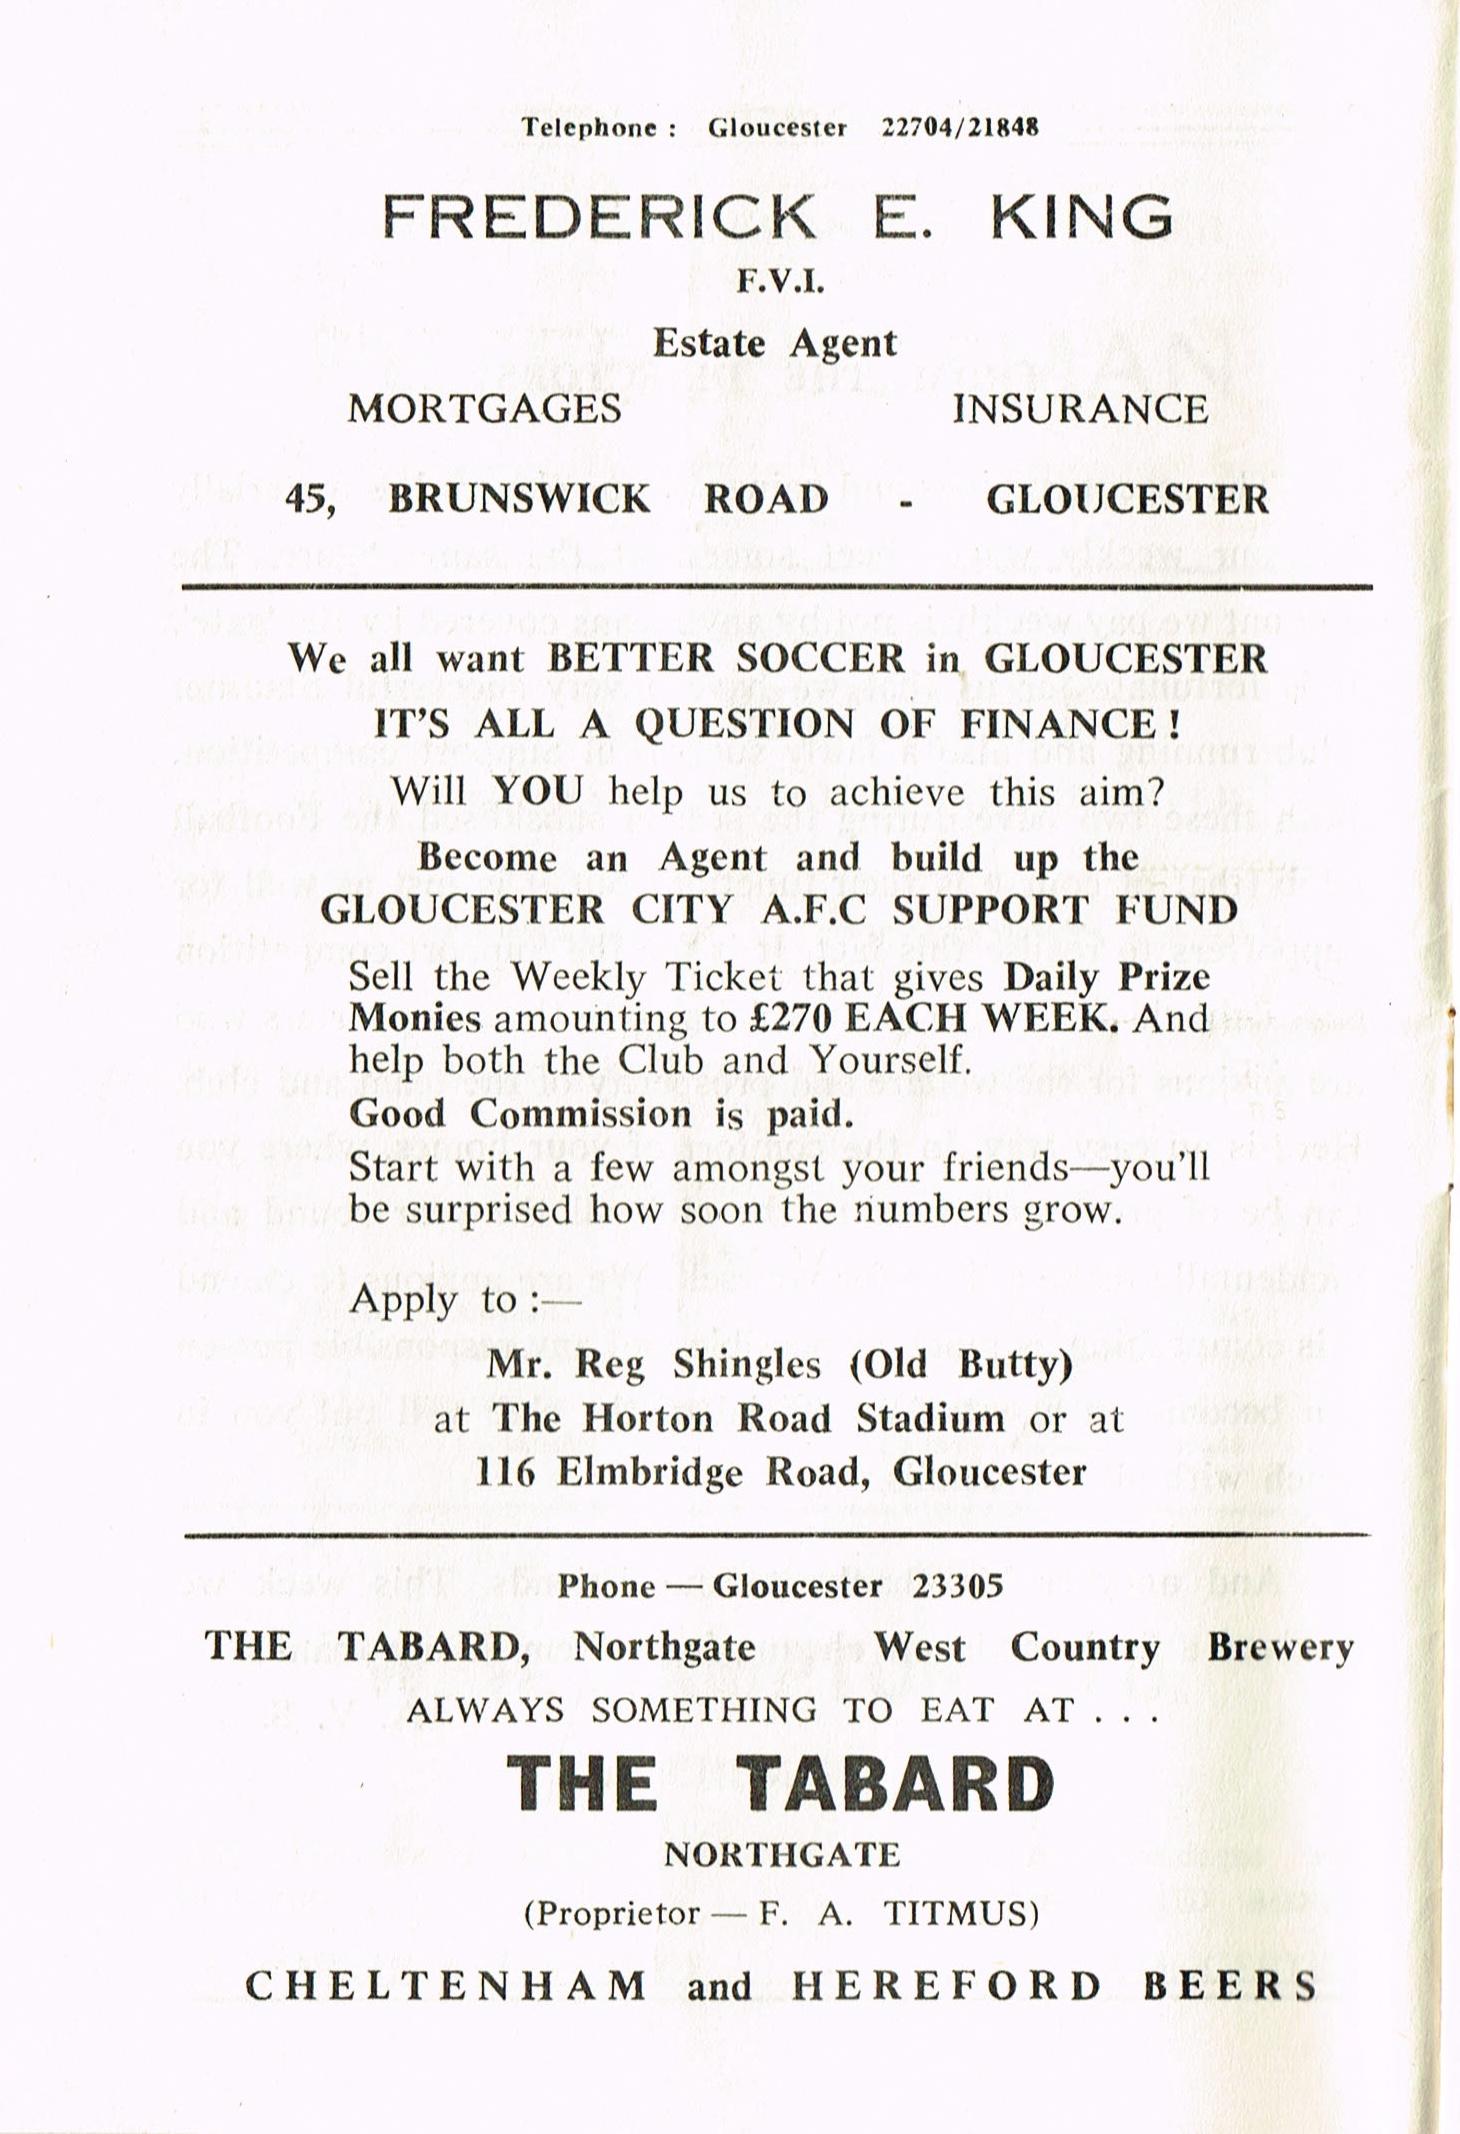 Telephone : Gloucester 22704/21848
FREDERICK E. KING
F.V.I.
Estate Agent
MORTGAGES INSURANCE
45, BRUNSWICK ROAD - GLOUCESTER
We all want BETTER SOCCER in GLOUCESTER
IT'S ALL A QUESTION OF FINANCE !
Will YOU help us to achieve this aim?
Become an Agent and build up the
GLOUCESTER CITY A.F.C SUPPORT FUND
Sell the Weekly Ticket that gives Daily Prize
Monies amounting to £270 EACH WEEK. And
help both the Club and Yourself.
Good Commission is paid.
Start with a few amongst your friends—you'll
be surprised how soon the numbers grow.
Apply to :—
Mr. Reg Shingles (Old Butty)
at The Horton Road Stadium or at
116 Elmbridge Road, Gloucester
Phone — Gloucester 23305
THE TABARD, Northgate West Country Brewery
ALWAYS SOMETHING TO EAT AT . . .
THE TABARD
NORTHGATE
(Proprietor — F. A. TITMUS)
CHELTENHAM and HEREFORD BEERS